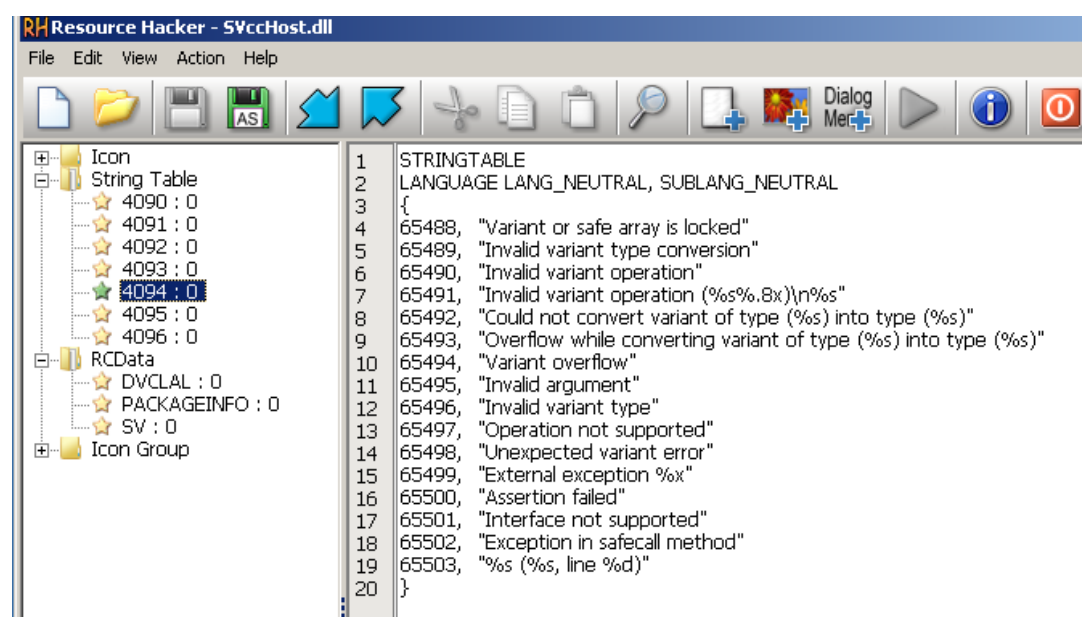 RH Resource Hacker - SVccHost.dll
File Edit View Action Help
AS
Dialog
Icon
String Table
4090 : 0
4091 : 0
4092 : 0
4093 : 0
4094 : 0
4095 : 0
4096 : 0
RCData
DVCLAL : 0
PACKAGEINFO : 0
SV : 0
Icon Group
1 STRINGTABLE
2 LANGUAGE LANG_NEUTRAL, SUBLANG_NEUTRAL
3 {
4 65488, "Variant or safe array is locked"
5 65489, "Invalid variant type conversion"
6 65490, "Invalid variant operation"
7 65491, "Invalid variant operation (%s%.8x)\n%s"
8 65492, "Could not convert variant of type (%s) into type (%s)"
9 65493, "Overflow while converting variant of type (%s) into type (%s)"
10 65494, "Variant overflow"
11 65495, "Invalid argument"
12 65496, "Invalid variant type"
13 65497, "Operation not supported"
14 65498, "Unexpected variant error"
15 65499, "External exception %x"
16 65500, "Assertion failed"
17 65501, "Interface not supported"
18 65502, "Exception in safecall method"
19 65503, "%s (%s, line %d)"
20 }